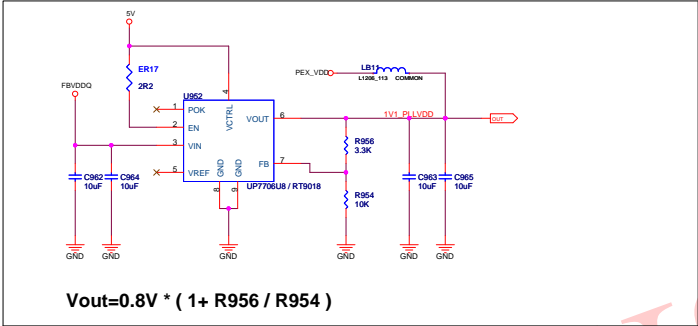 5V
ER17
2R2
FBVDDQ
U952
4
PEX_VDD
LB11
L1206_113 COMMON
1 POK
2 EN
3 VIN
5 VREF
VCTRL
VOUT 6
FB 7
GND 8
GND 9
UP7706U8 / RT9018
1V1_PLLVDD
OUT
R956
3.3K
R954
10K
C962
10uF
C964
10uF
C963
10uF
C965
10uF
GND
GND
GND
GND
GND
GND
Vout=0.8V * ( 1+ R956 / R954 )